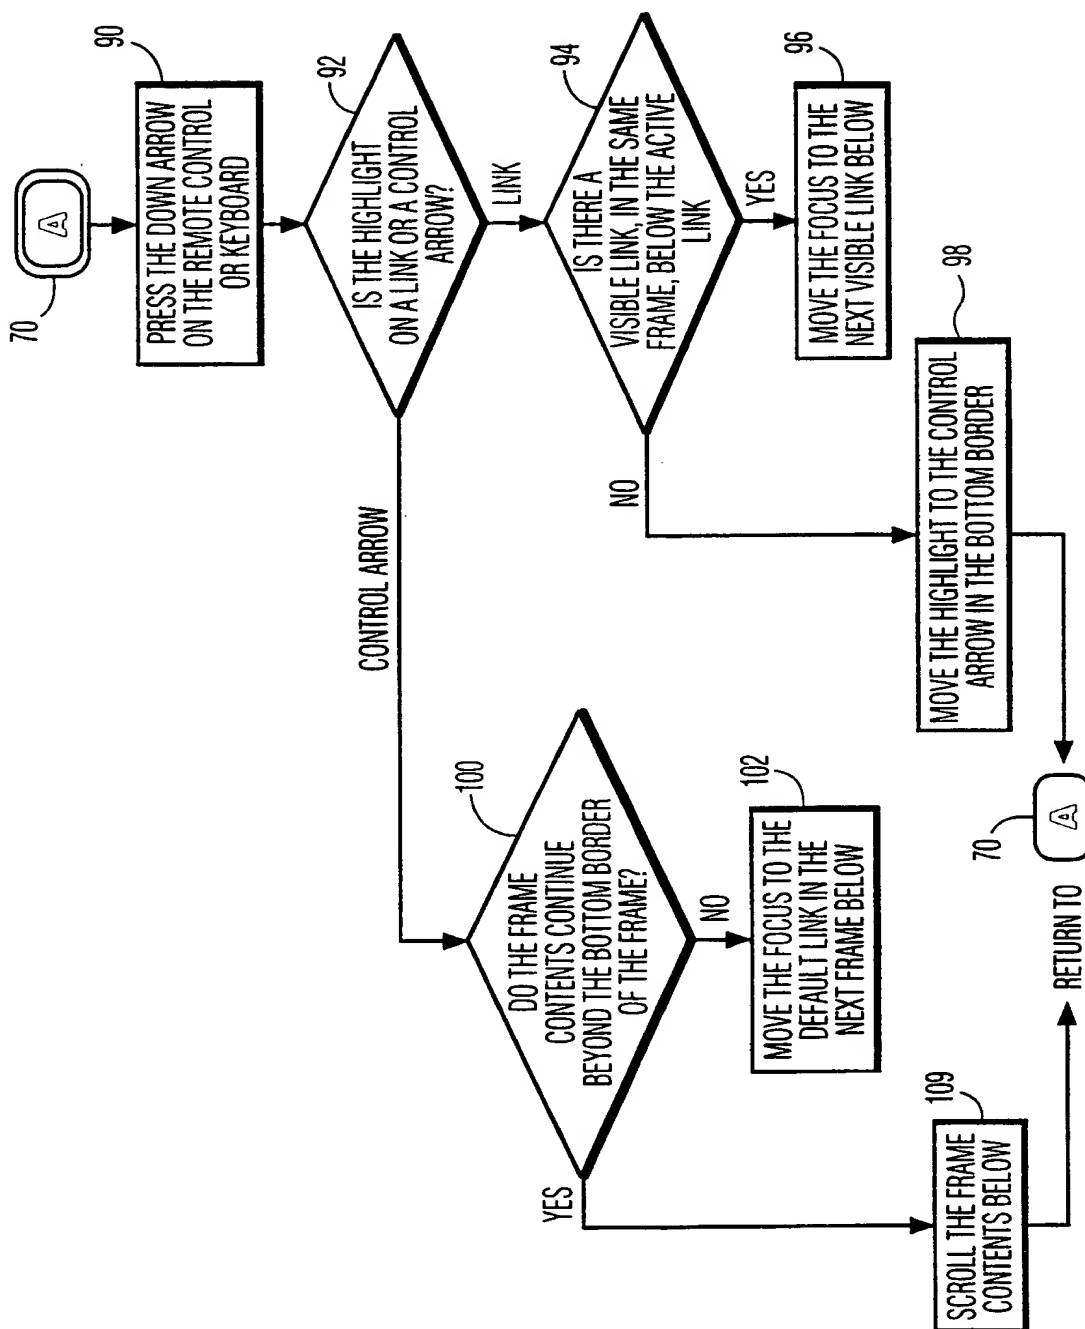 70
A
90
PRESS THE DOWN ARROW
ON THE REMOTE CONTROL
OR KEYBOARD
92
IS THE HIGHLIGHT
ON A LINK OR A CONTROL
ARROW?
LINK
CONTROL ARROW
94
IS THERE A
VISIBLE LINK, IN THE SAME
FRAME, BELOW THE ACTIVE
LINK
YES
NO
96
MOVE THE FOCUS TO THE
NEXT VISIBLE LINK BELOW
98
MOVE THE HIGHLIGHT TO THE CONTROL
ARROW IN THE BOTTOM BORDER
100
DO THE FRAME
CONTENTS CONTINUE
BEYOND THE BOTTOM BORDER
OF THE FRAME?
NO
YES
102
MOVE THE FOCUS TO THE
DEFAULT LINK IN THE
NEXT FRAME BELOW
109
SCROLL THE FRAME
CONTENTS BELOW
RETURN TO
70
A